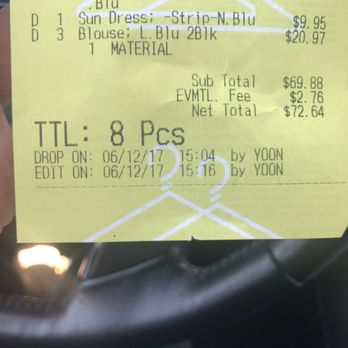 .Blu
D 1 Sun Dress; -Strip-N.Blu $9.95
D 3 Blouse; L.Blu 2Blk $20.97
1 MATERIAL
Sub Total $69.88
EVMTL. Fee $2.76
Net Total $72.64
TTL: 8 Pcs
DROP ON: 06/12/17 15:04 by YOON
EDIT ON: 06/12/17 15:16 by YOON